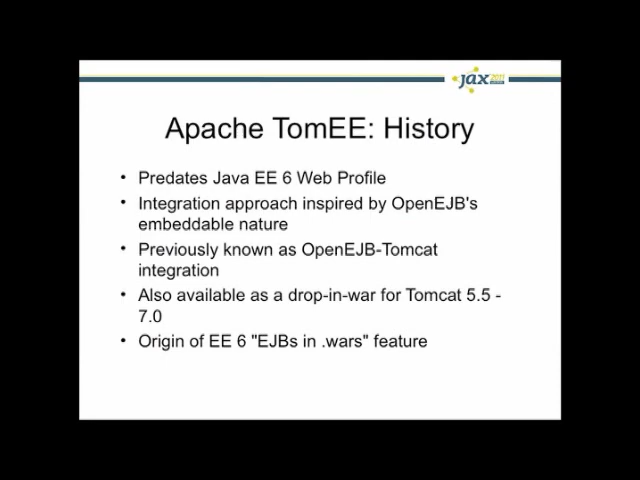 jax 2011
Apache TomEE: History
• Predates Java EE 6 Web Profile
• Integration approach inspired by OpenEJB's
embeddable nature
• Previously known as OpenEJB-Tomcat
integration
• Also available as a drop-in-war for Tomcat 5.5 -
7.0
• Origin of EE 6 "EJBs in .wars" feature